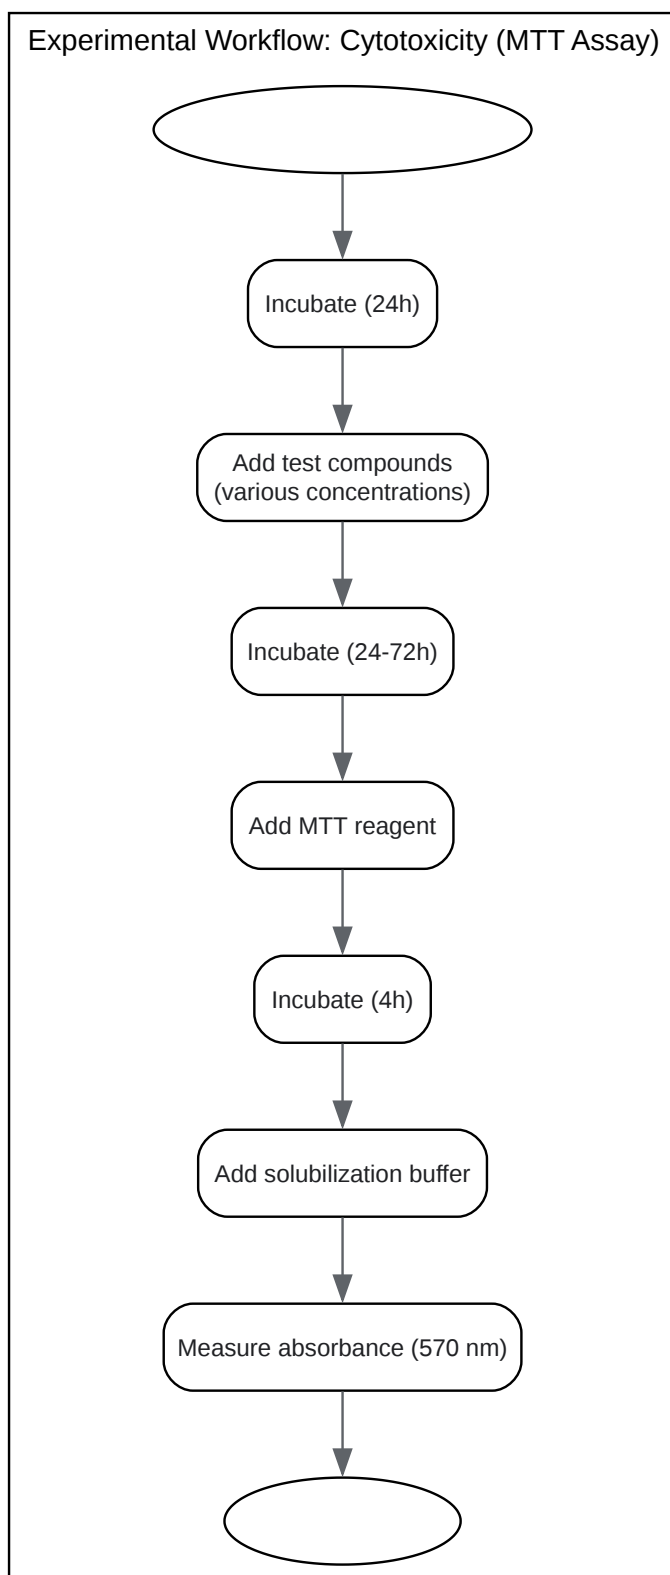 Experimental Workflow: Cytotoxicity (MTT Assay)
Incubate (24h)
Add test compounds
(various concentrations)
Incubate (24-72h)
Add MTT reagent
Incubate (4h)
Add solubilization buffer
Measure absorbance (570 nm)